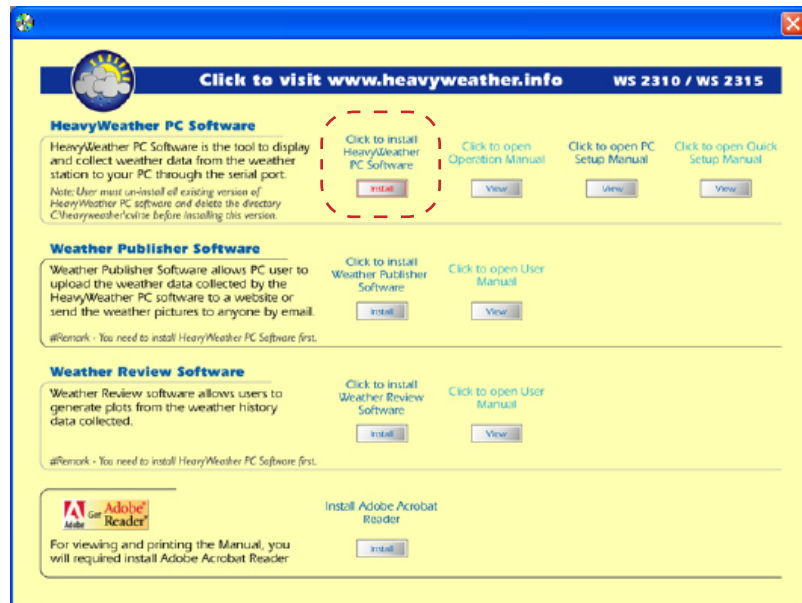 Click to visit www.heavyweather.info
WS 2310 / WS 2315
HeavyWeather PC Software
HeavyWeather PC Software is the tool to display
and collect weather data from the weather
station to your PC through the serial port.
Note: User must un-install all existing version of
HeavyWeather PC software and delete the directory
C:\heavyweather\cvirte before installing this version.
Click to install
HeavyWeather
PC Software
Install
Click to open
Operation Manual
View
Click to open PC
Setup Manual
View
Click to open Quick
Setup Manual
View
Weather Publisher Software
Weather Publisher Software allows PC user to
upload the weather data collected by the
HeavyWeather PC software to a website or
send the weather pictures to anyone by email.
#Remark - You need to install HeavyWeather PC Software first.
Click to install
Weather Publisher
Software
Install
Click to open User
Manual
View
Weather Review Software
Weather Review software allows users to
generate plots from the weather history
data collected.
#Remark - You need to install HeavyWeather PC Software first.
Click to install
Weather Review
Software
Install
Click to open User
Manual
View
Adobe
Get Adobe®
Reader®
For viewing and printing the Manual, you
will required install Adobe Acrobat Reader
Install Adobe Acrobat
Reader
Install